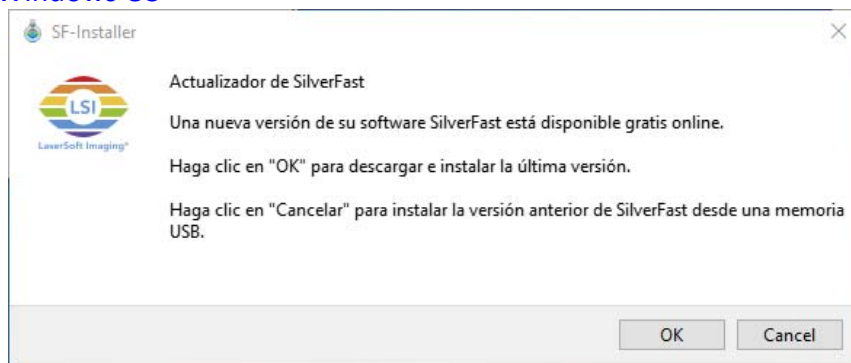 SF-Installer
LSI
LaserSoft Imaging®
Actualizador de SilverFast
Una nueva versión de su software SilverFast está disponible gratis online.
Haga clic en "OK" para descargar e instalar la última versión.
Haga clic en "Cancelar" para instalar la versión anterior de SilverFast desde una memoria
USB.
OK
Cancel